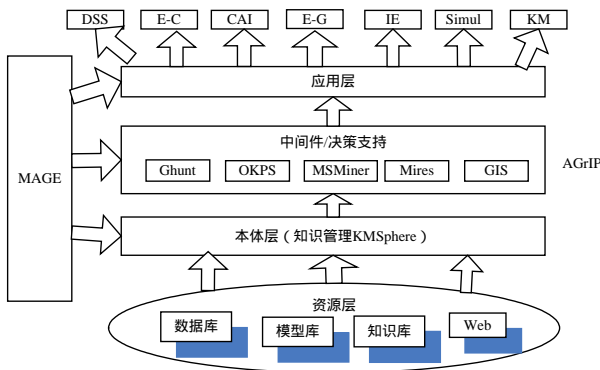 DSS
E-C
CAI
E-G
IE
Simul
KM
应用层
中间件/决策支持
Ghunt
OKPS
MSMiner
Mires
GIS
MAGE
AGrIP
本体层（知识管理KMSphere）
资源层
数据库
模型库
知识库
Web